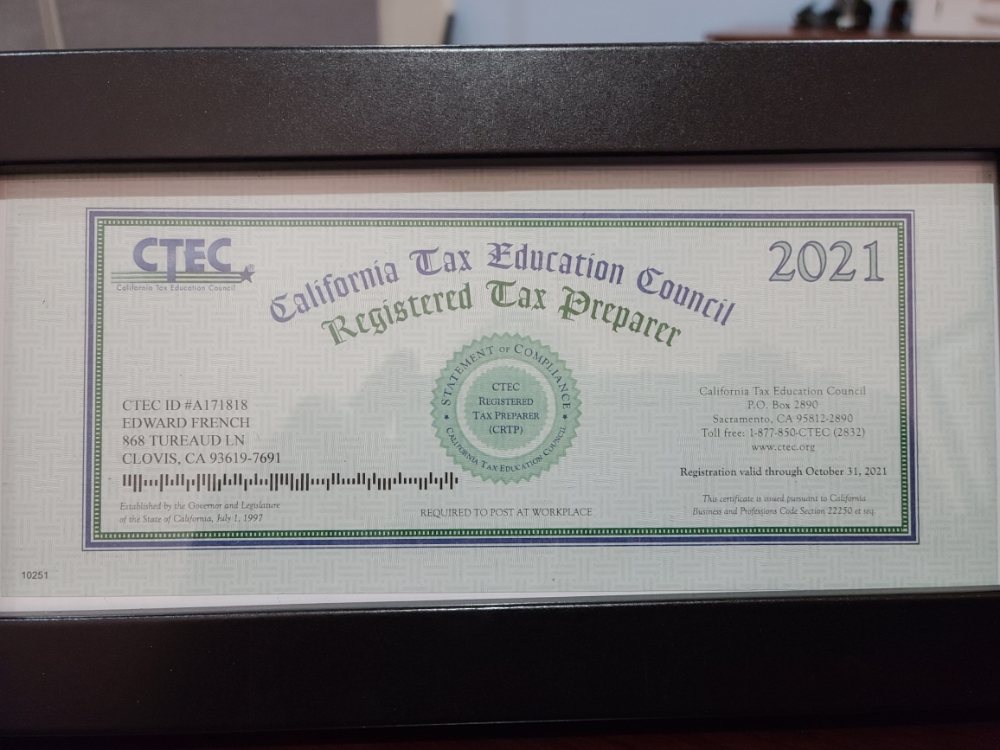 CTEC
California Tax Education Council
2021
California Tax Education Council
Registered Tax Preparer
STATEMENT OF COMPLIANCE
CTEC
REGISTERED
TAX PREPARER
(CRTP)
CALIFORNIA TAX EDUCATION COUNCIL
CTEC ID #A171818
EDWARD FRENCH
868 TUREAUD LN
CLOVIS, CA 93619-7691
Established by the Governor and Legislature
of the State of California, July 1, 1997
REQUIRED TO POST AT WORKPLACE
California Tax Education Council
P.O. Box 2890
Sacramento, CA 95812-2890
Toll free: 1-877-850-CTEC (2832)
www.ctec.org
Registration valid through October 31, 2021
This certificate is issued pursuant to California
Business and Professions Code Section 22250 et seq.
10251